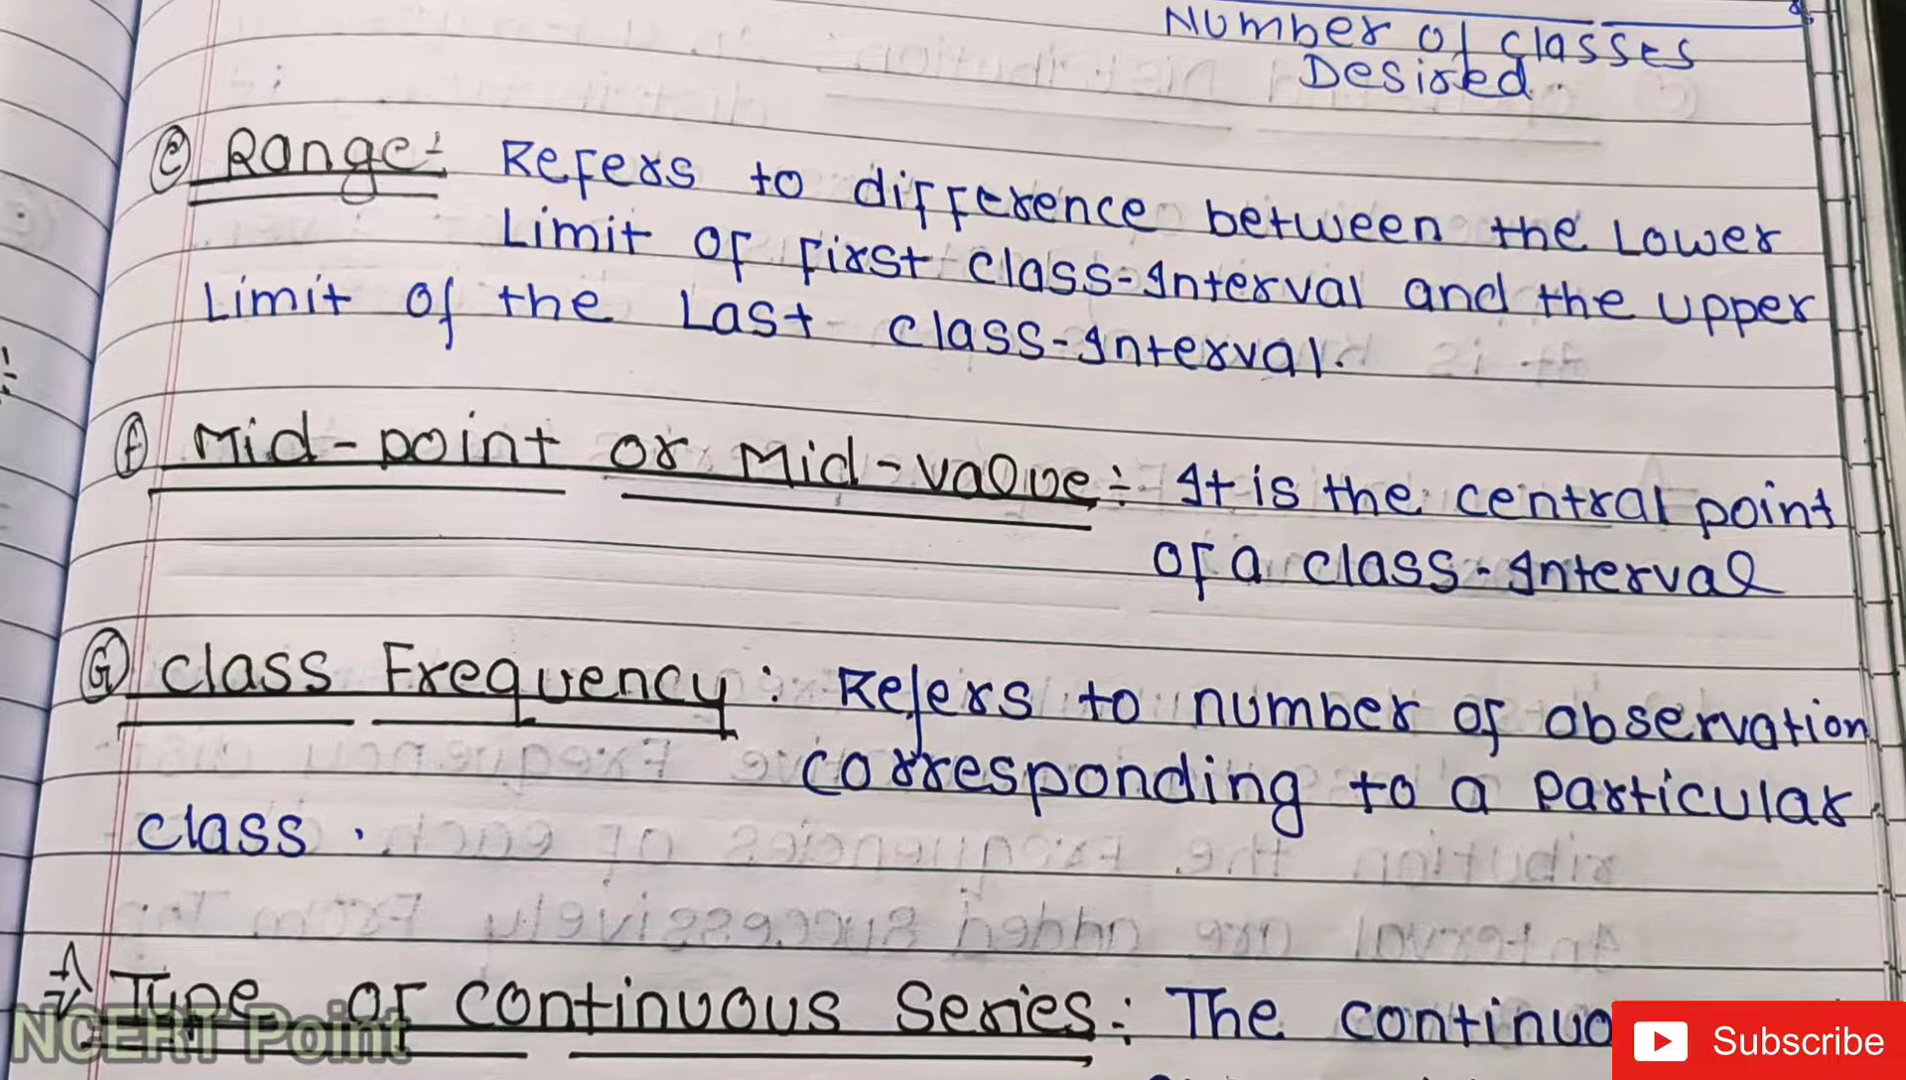 Number of classes
Desired
(e) Range:- Refers to difference between the Lower
Limit of first class-Interval and the upper
Limit of the Last class-Interval.
(F) Mid-point or Mid-value:- It is the central point
of a class-Interval
(G) Class Frequency: Refers to number of observation
corresponding to a particular
class.
Type of continuous Series: The continuo
NCERT Point
Subscribe